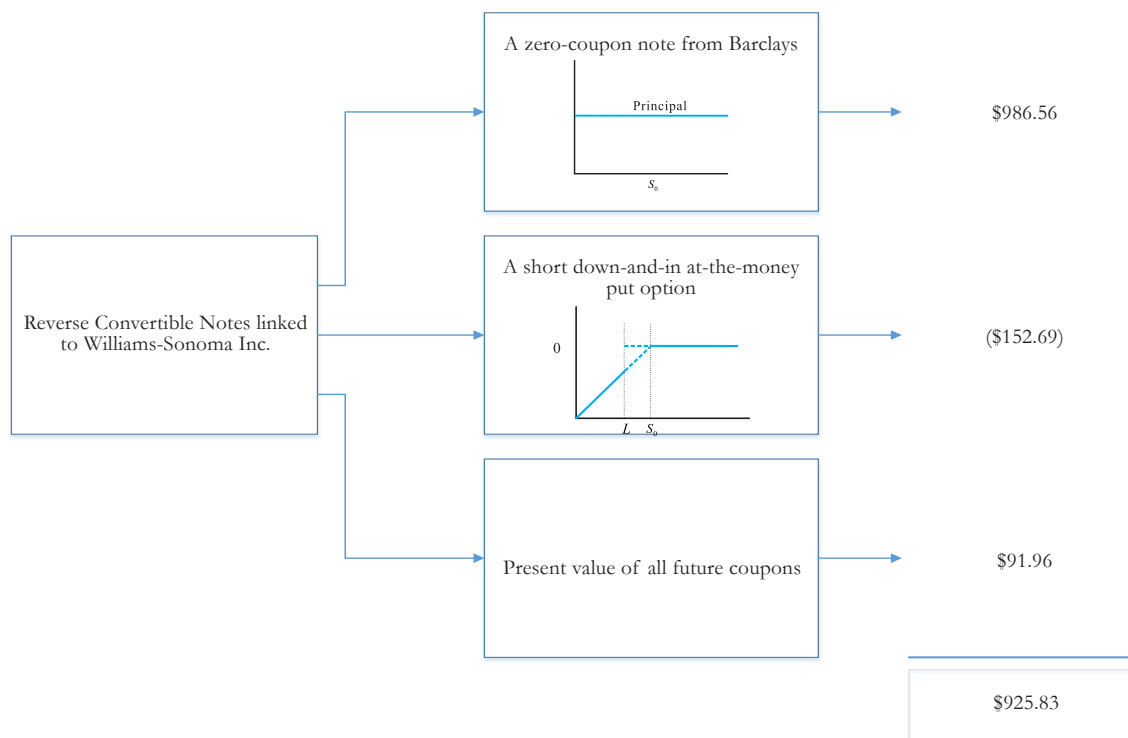 A zero-coupon note from Barclays
Principal
S₀
$986.56
Reverse Convertible Notes linked
to Williams-Sonoma Inc.
A short down-and-in at-the-money
put option
0
L S₀
($152.69)
Present value of all future coupons
$91.96
$925.83